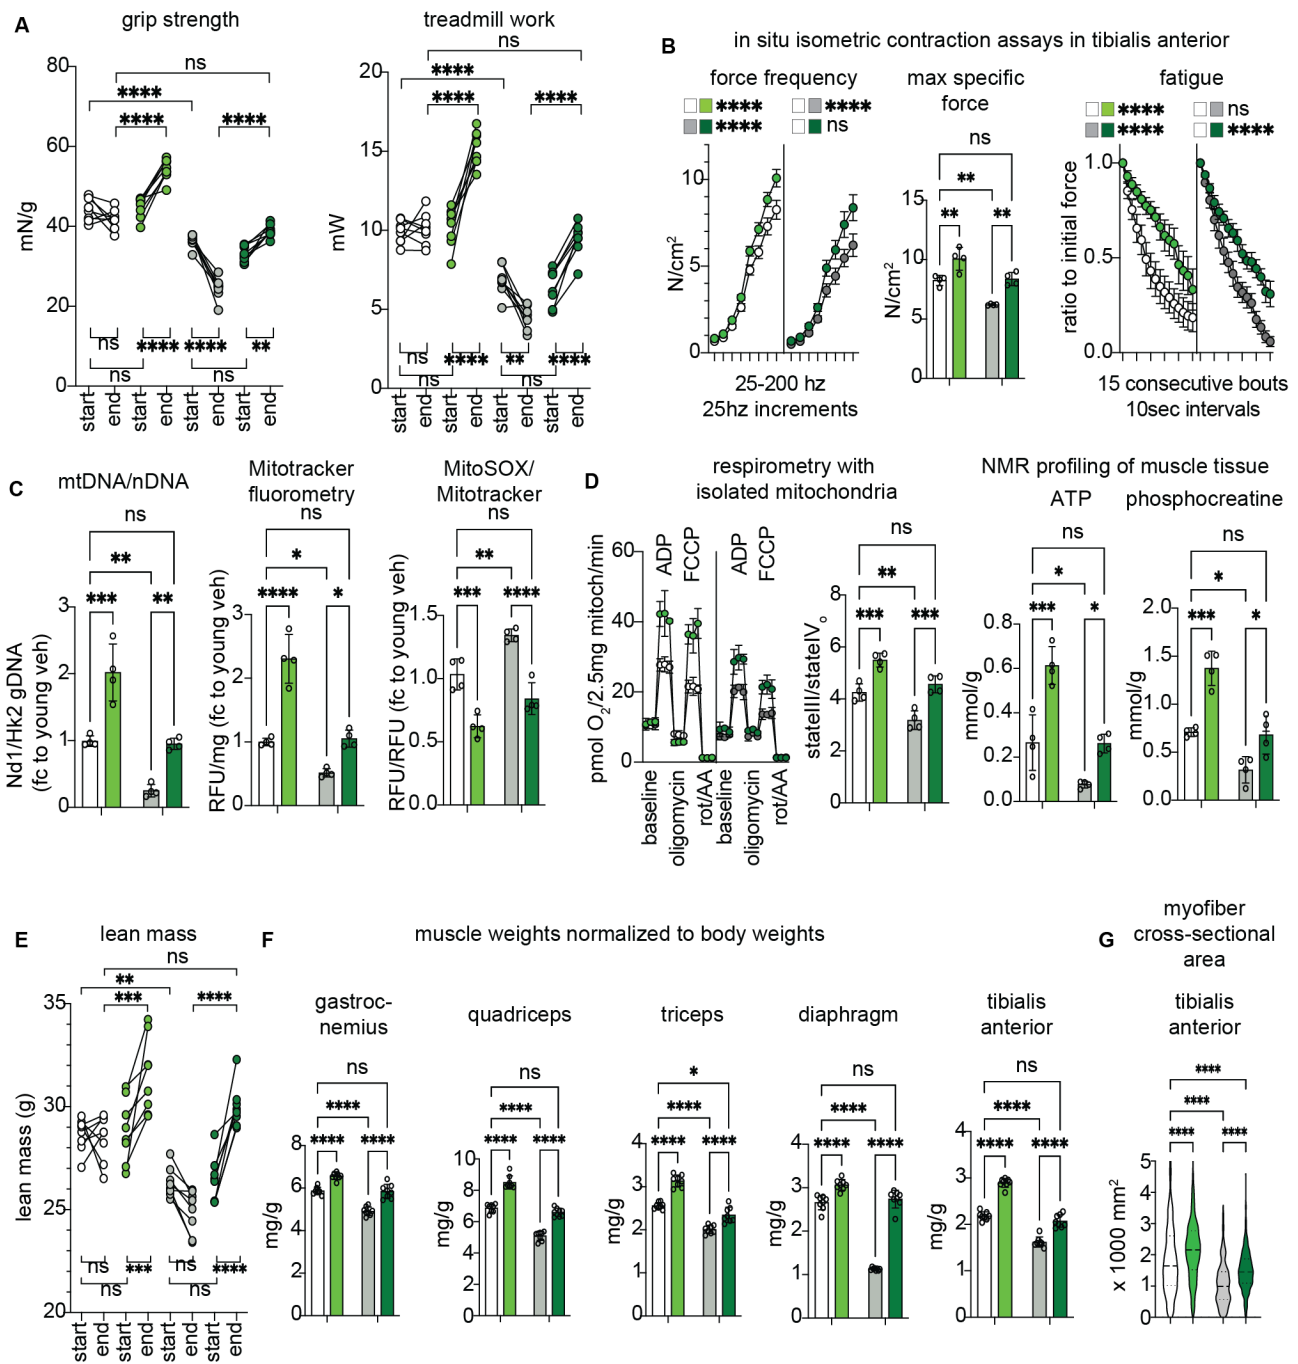 A
grip strength
treadmill work
mN/g
80
60
40
20
0
ns
****
****
****
ns
****
****
**
ns
ns
start
end
start
end
start
end
start
end
mW
20
15
10
5
0
ns
****
****
****
ns
****
**
****
ns
ns
start
end
start
end
start
end
start
end
B
in situ isometric contraction assays in tibialis anterior
force frequency
****
****
****
ns
N/cm2
10
5
0
25-200 hz
25hz increments
max specific
force
ns
**
**
**
N/cm2
15
10
5
0
fatigue
****
ns
****
****
ratio to initial force
1.0
0.5
0.0
15 consecutive bouts
10sec intervals
C
mtDNA/nDNA
ns
**
***
**
Nd1/Hk2 gDNA
(fc to young veh)
3
2
1
0
Mitotracker
fluorometry
ns
*
****
*
RFU/mg (fc to young veh)
3
2
1
0
MitoSOX/
Mitotracker
ns
**
***
****
RFU/RFU (fc to young veh)
1.5
1.0
0.5
0.0
D
respirometry with
isolated mitochondria
pmol O2/2.5mg mitoch/min
60
40
20
0
ADP
FCCP
ADP
FCCP
baseline
oligomycin
rot/AA
baseline
oligomycin
rot/AA
ns
**
***
***
stateII/stateIVo
8
6
4
2
0
NMR profiling of muscle tissue
ATP
ns
*
***
*
mmol/g
0.8
0.6
0.4
0.2
0.0
phosphocreatine
ns
*
***
*
mmol/g
2.0
1.5
1.0
0.5
0.0
E
lean mass
ns
**
***
****
lean mass (g)
35
30
25
20
ns
***
ns
****
ns
ns
start
end
start
end
start
end
start
end
F
muscle weights normalized to body weights
gastroc-
nemius
ns
****
****
****
mg/g
8
6
4
2
0
quadriceps
ns
****
****
****
mg/g
10
8
6
4
2
0
triceps
*
****
****
****
mg/g
4
3
2
1
0
diaphragm
ns
****
****
****
mg/g
4
3
2
1
0
tibialis
anterior
ns
****
****
****
mg/g
4
3
2
1
0
G
myofiber
cross-sectional
area
tibialis
anterior
****
****
****
****
x 1000 mm2
5
4
3
2
1
0